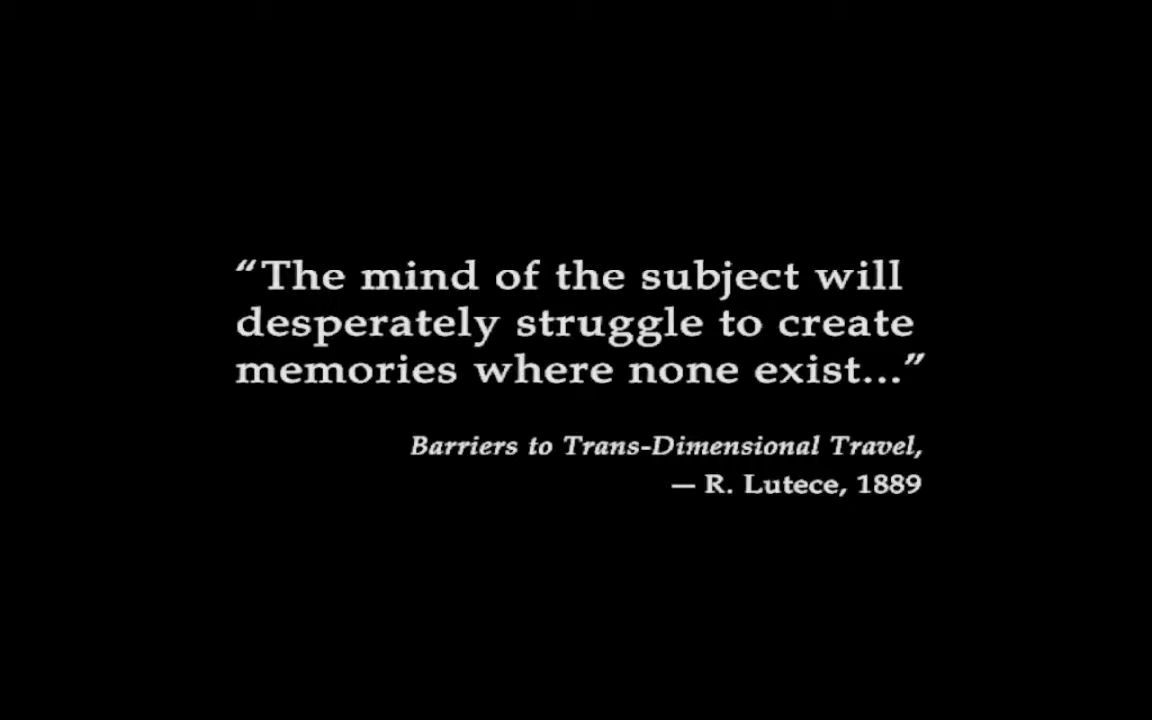 “The mind of the subject will
desperately struggle to create
memories where none exist...”
Barriers to Trans-Dimensional Travel,
— R. Lutece, 1889